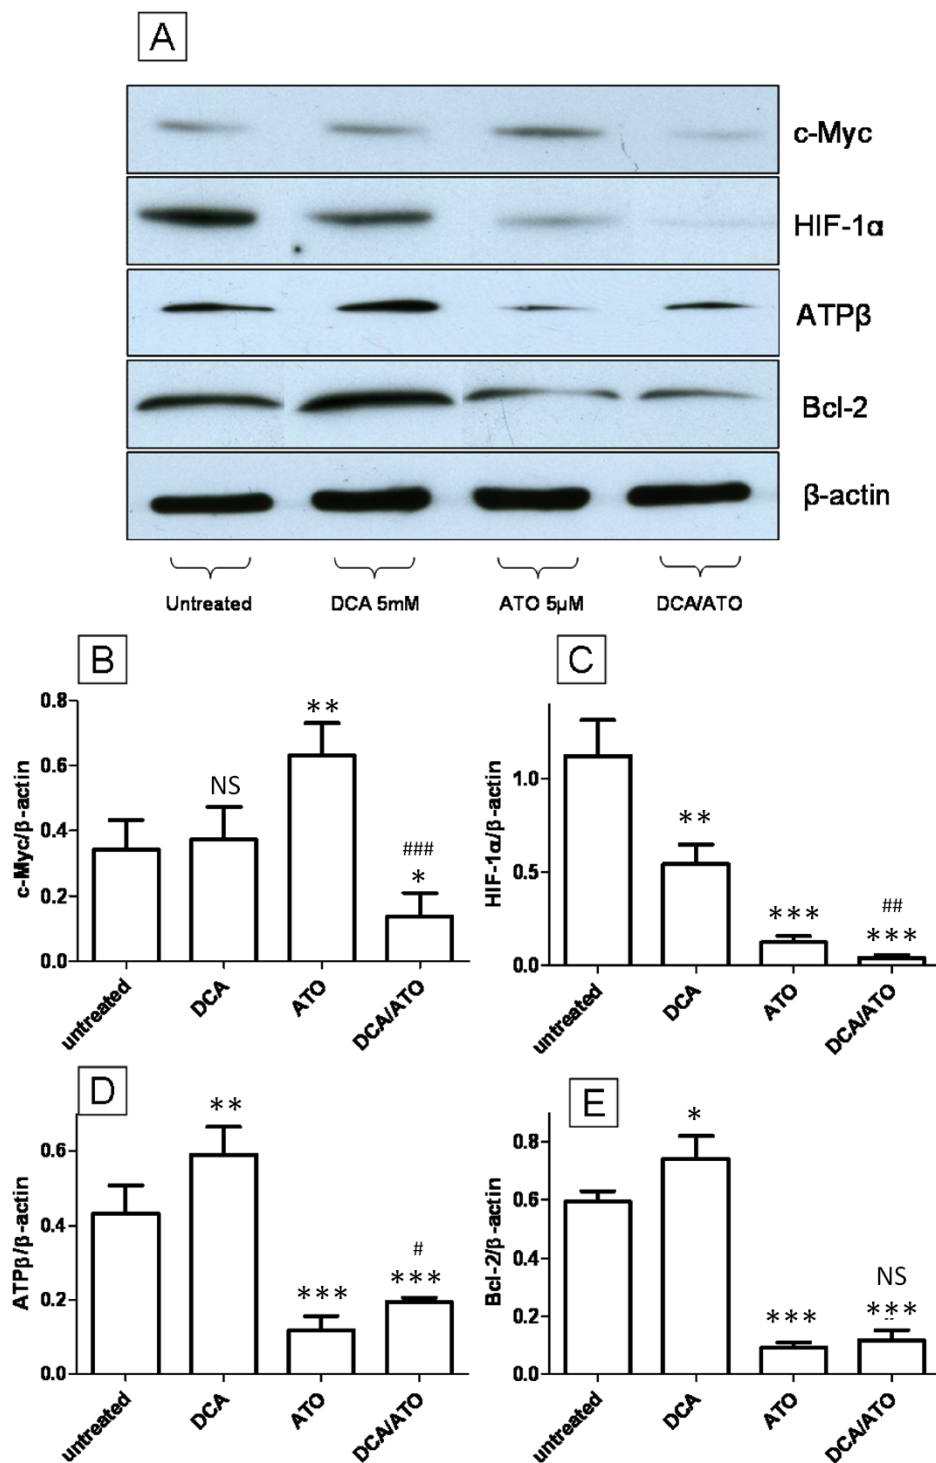 A
c-Myc
HIF-1α
ATPβ
Bcl-2
β-actin
Untreated DCA 5mM ATO 5µM DCA/ATO
B
c-Myc/β-actin
0.8
0.6
0.4
0.2
0.0
NS
**
###
*
untreated DCA ATO DCA/ATO
C
HIF-1α/β-actin
1.0
0.5
0.0
**
***
##
***
untreated DCA ATO DCA/ATO
D
ATPβ/β-actin
0.6
0.4
0.2
0.0
**
***
#
***
untreated DCA ATO DCA/ATO
E
Bcl-2/β-actin
0.8
0.6
0.4
0.2
0.0
*
***
NS
***
untreated DCA ATO DCA/ATO